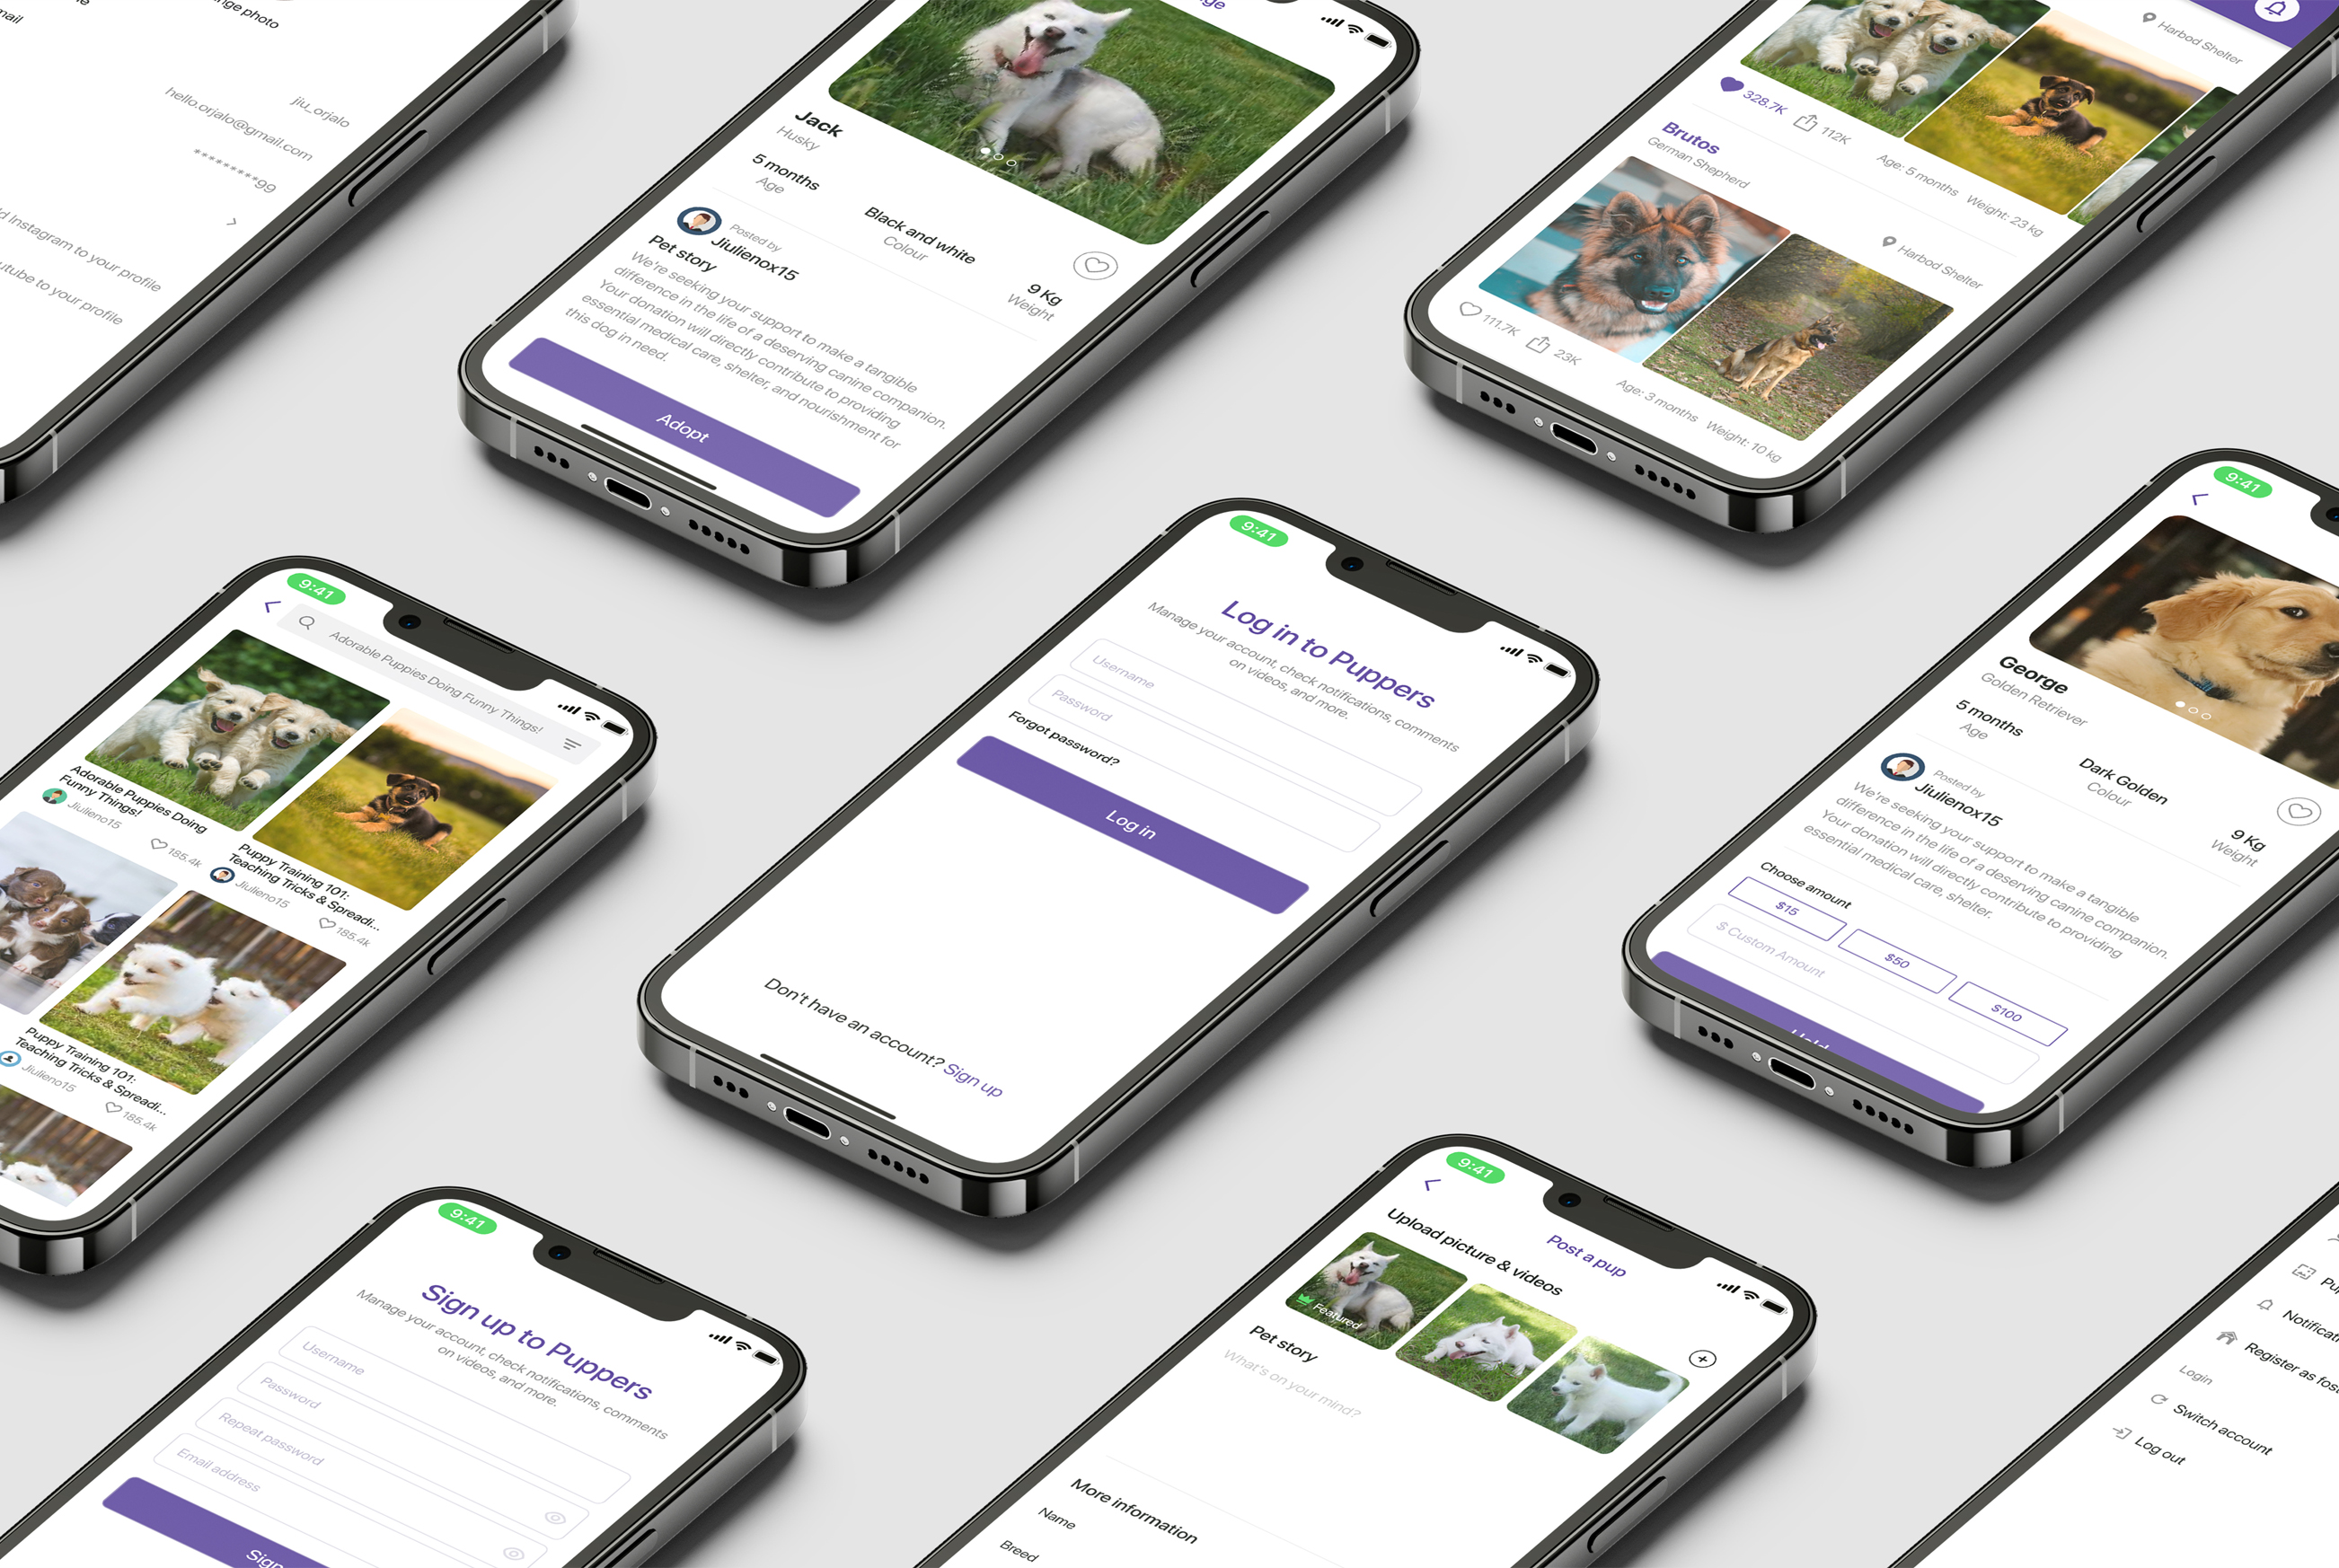 hello.orjalo@gmail.com
jiu_orjalo
*********99
Instagram to your profile
to your profile
photo
Jack
Husky
5 months
Age
Black and white
Colour
9 Kg
Weight
Posted by
Jiulienox15
Pet story
We're seeking your support to make a tangible
difference in the life of a deserving canine companion.
Your donation will directly contribute to providing
essential medical care, shelter, and nourishment for
this dog in need.
Adopt
Harbod Shelter
328.7K
112K
Age: 5 months
Weight: 23 kg
Brutos
German Shepherd
Harbod Shelter
111.7K
23K
Age: 3 months
Weight: 10 kg
9:41
Adorable Puppies Doing Funny Things!
Adorable Puppies Doing
Funny Things!
Jiulieno15
185.4k
Puppy Training 101:
Teaching Tricks & Spreadi...
Jiulieno15
185.4k
Puppy Training 101:
Teaching Tricks & Spreadi...
Jiulieno15
185.4k
9:41
Log in to Puppers
Manage your account, check notifications, comments
on videos, and more.
Username
Password
Forgot password?
Log in
Don't have an account? Sign up
9:41
George
Golden Retriever
5 months
Age
Dark Golden
Colour
9 Kg
Weight
Posted by
Jiulienox15
We're seeking your support to make a tangible
difference in the life of a deserving canine companion.
Your donation will directly contribute to providing
essential medical care, shelter.
Choose amount
$15
$50
$100
$ Custom Amount
9:41
Sign up to Puppers
Manage your account, check notifications, comments
on videos, and more.
Username
Password
Repeat password
Email address
Sign
9:41
Post a pup
Upload picture & videos
Featured
Pet story
What's on your mind?
More information
Name
Breed
Register as
Login
Switch account
Log out